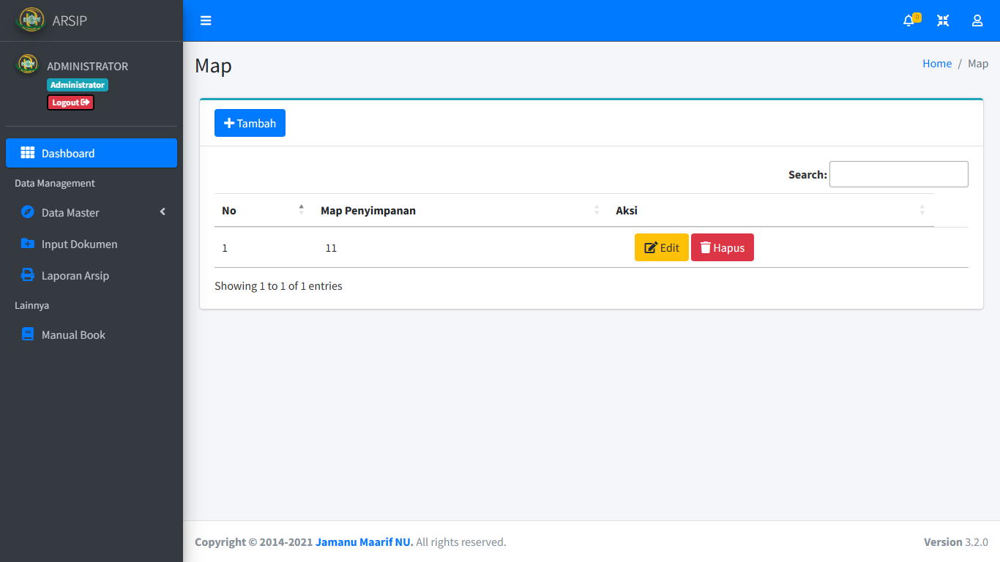 ARSIP
0
ADMINISTRATOR
Administrator
Logout
Dashboard
Data Management
Data Master
Input Dokumen
Laporan Arsip
Lainnya
Manual Book
Map
Home / Map
Tambah
Search:
No Map Penyimpanan Aksi
1 11 Edit Hapus
Showing 1 to 1 of 1 entries
Copyright © 2014-2021 Jamanu Maarif NU. All rights reserved.
Version 3.2.0